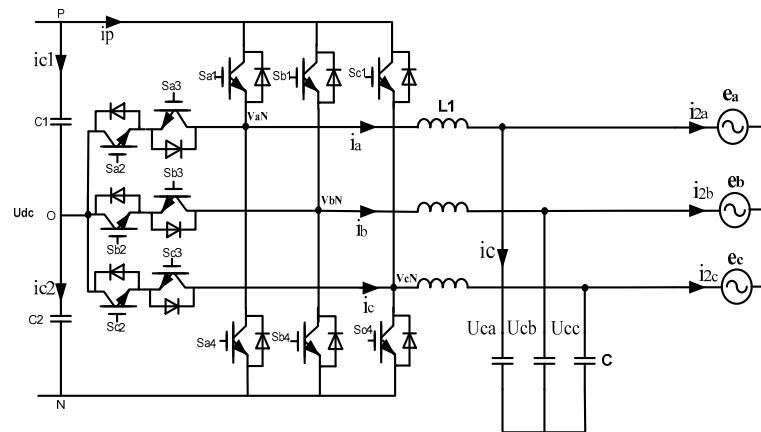 P
ip
ic1
C1
Sa1
Sb1
Sc1
Sa3
VaN
ia
L1
i2a
ea
Sa2
Sb3
Udc
O
VbN
ib
i2b
eb
Sb2
Sc3
ic
VcN
ic
i2c
ec
ic2
C2
Sc2
Sa4
Sb4
Sc4
Uca
Ucb
Ucc
C
N